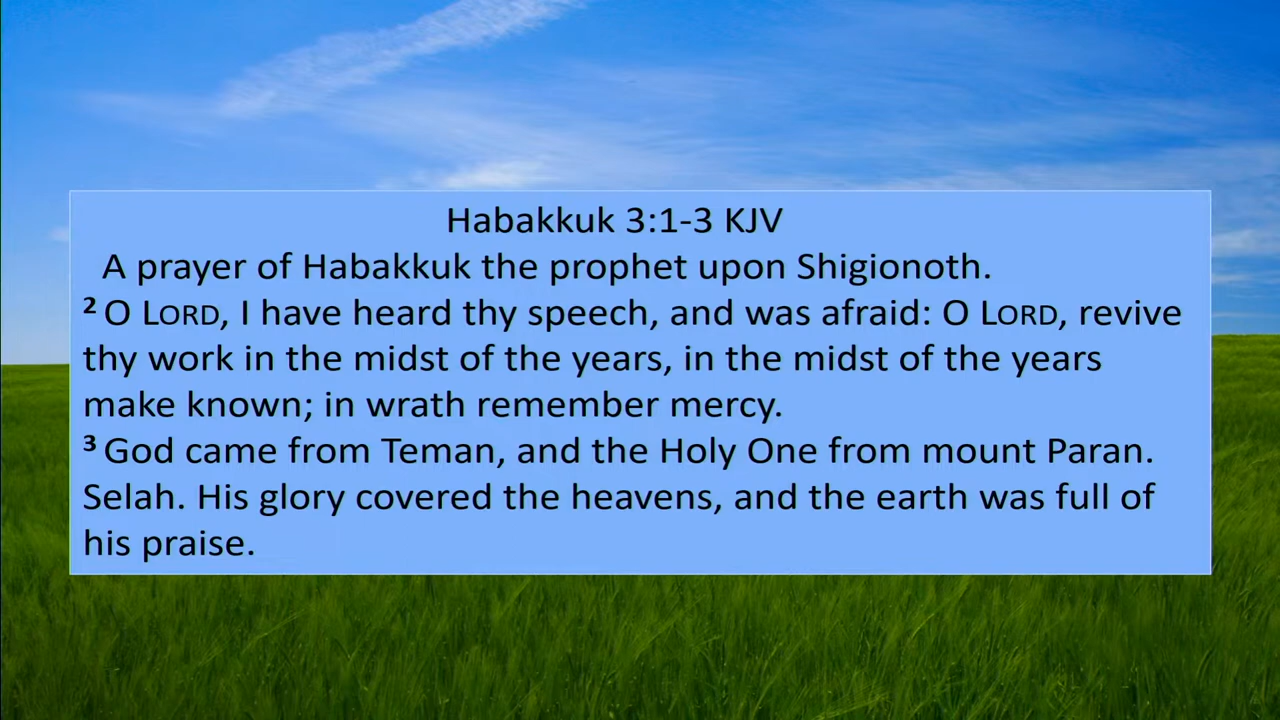 Habakkuk 3:1-3 KJV
A prayer of Habakkuk the prophet upon Shigionoth.
² O LORD, I have heard thy speech, and was afraid: O LORD, revive
thy work in the midst of the years, in the midst of the years
make known; in wrath remember mercy.
³ God came from Teman, and the Holy One from mount Paran.
Selah. His glory covered the heavens, and the earth was full of
his praise.